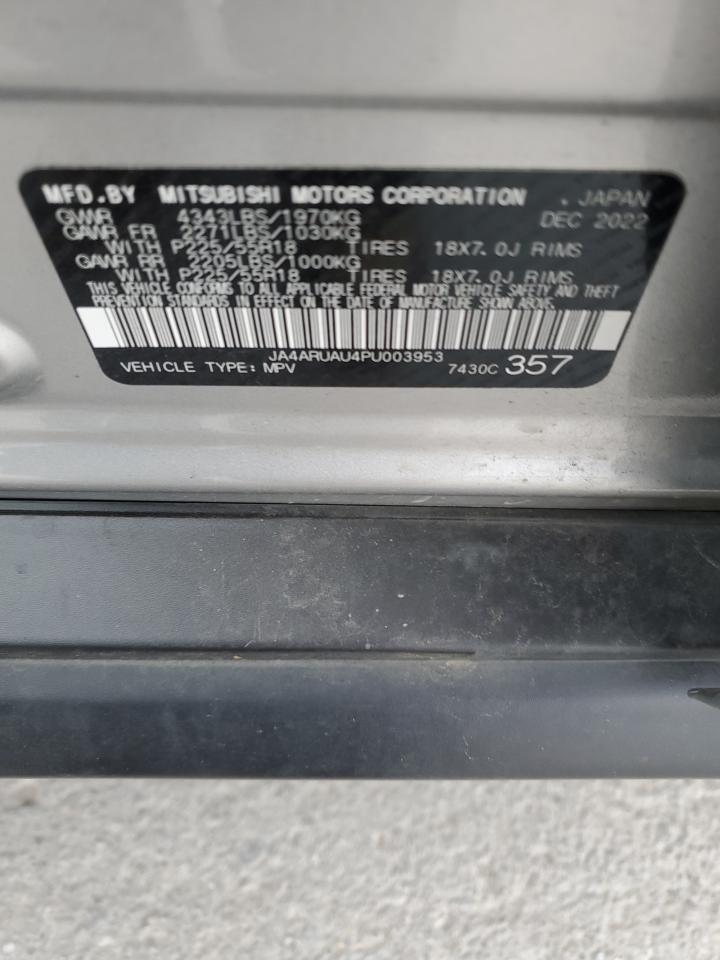 MFD.BY MITSUBISHI MOTORS CORPORATION . JAPAN
GVWR 4343LBS/1970KG DEC 2022
GAWR FR 2271LBS/1030KG
WITH P225/55R18 TIRES 18X7.0J RIMS
GAWR RR 2205LBS/1000KG
WITH P225/55R18 TIRES 18X7.0J RIMS
THIS VEHICLE CONFORMS TO ALL APPLICABLE FEDERAL MOTOR VEHICLE SAFETY AND THEFT
PREVENTION STANDARDS IN EFFECT ON THE DATE OF MANUFACTURE SHOWN ABOVE.
JA4ARUAU4PU003953
VEHICLE TYPE: MPV 7430C 357